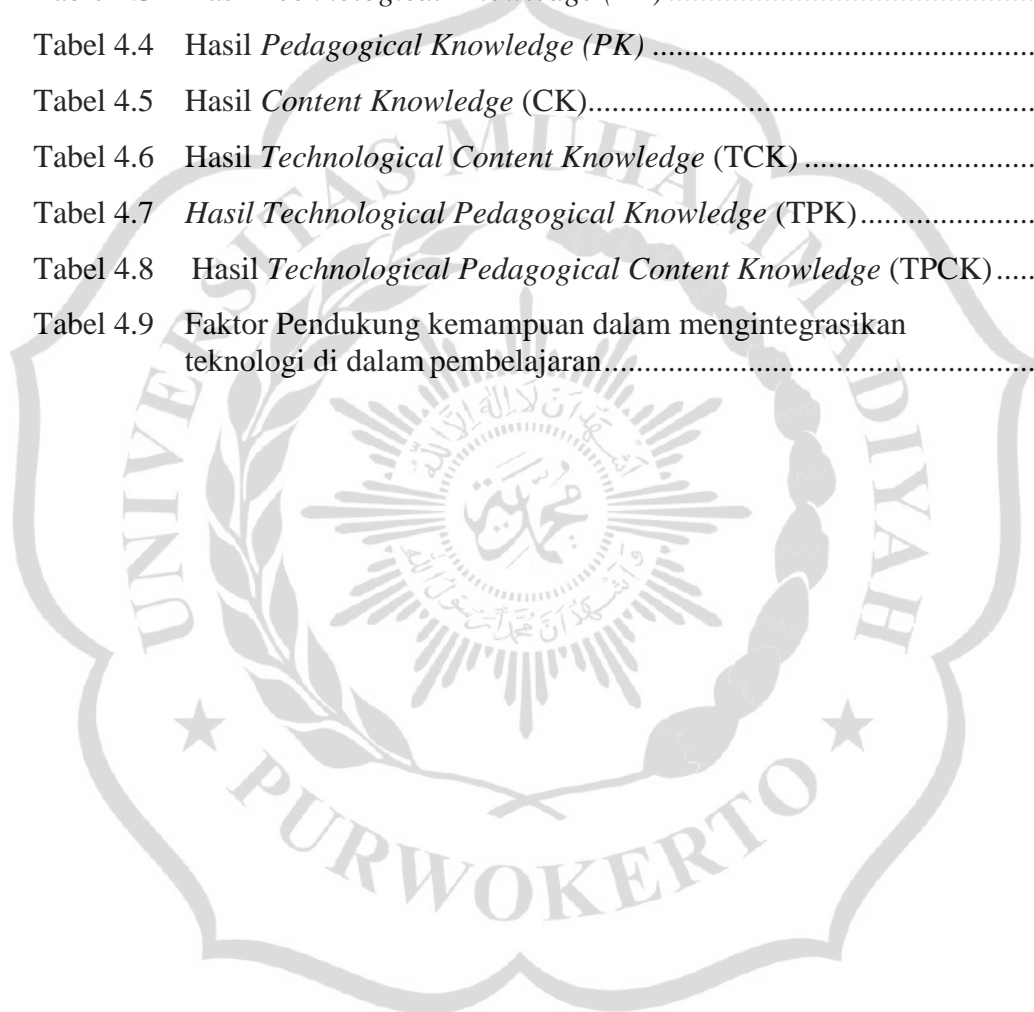 Tabel 4.4 Hasil Pedagogical Knowledge (PK)
Tabel 4.5 Hasil Content Knowledge (CK)
Tabel 4.6 Hasil Technological Content Knowledge (TCK)
Tabel 4.7 Hasil Technological Pedagogical Knowledge (TPK)
Tabel 4.8 Hasil Technological Pedagogical Content Knowledge (TPCK)
Tabel 4.9 Faktor Pendukung kemampuan dalam mengintegrasikan
teknologi di dalam pembelajaran
UNIVERSITAS MUHAMMADIYAH
PURWOKERTO